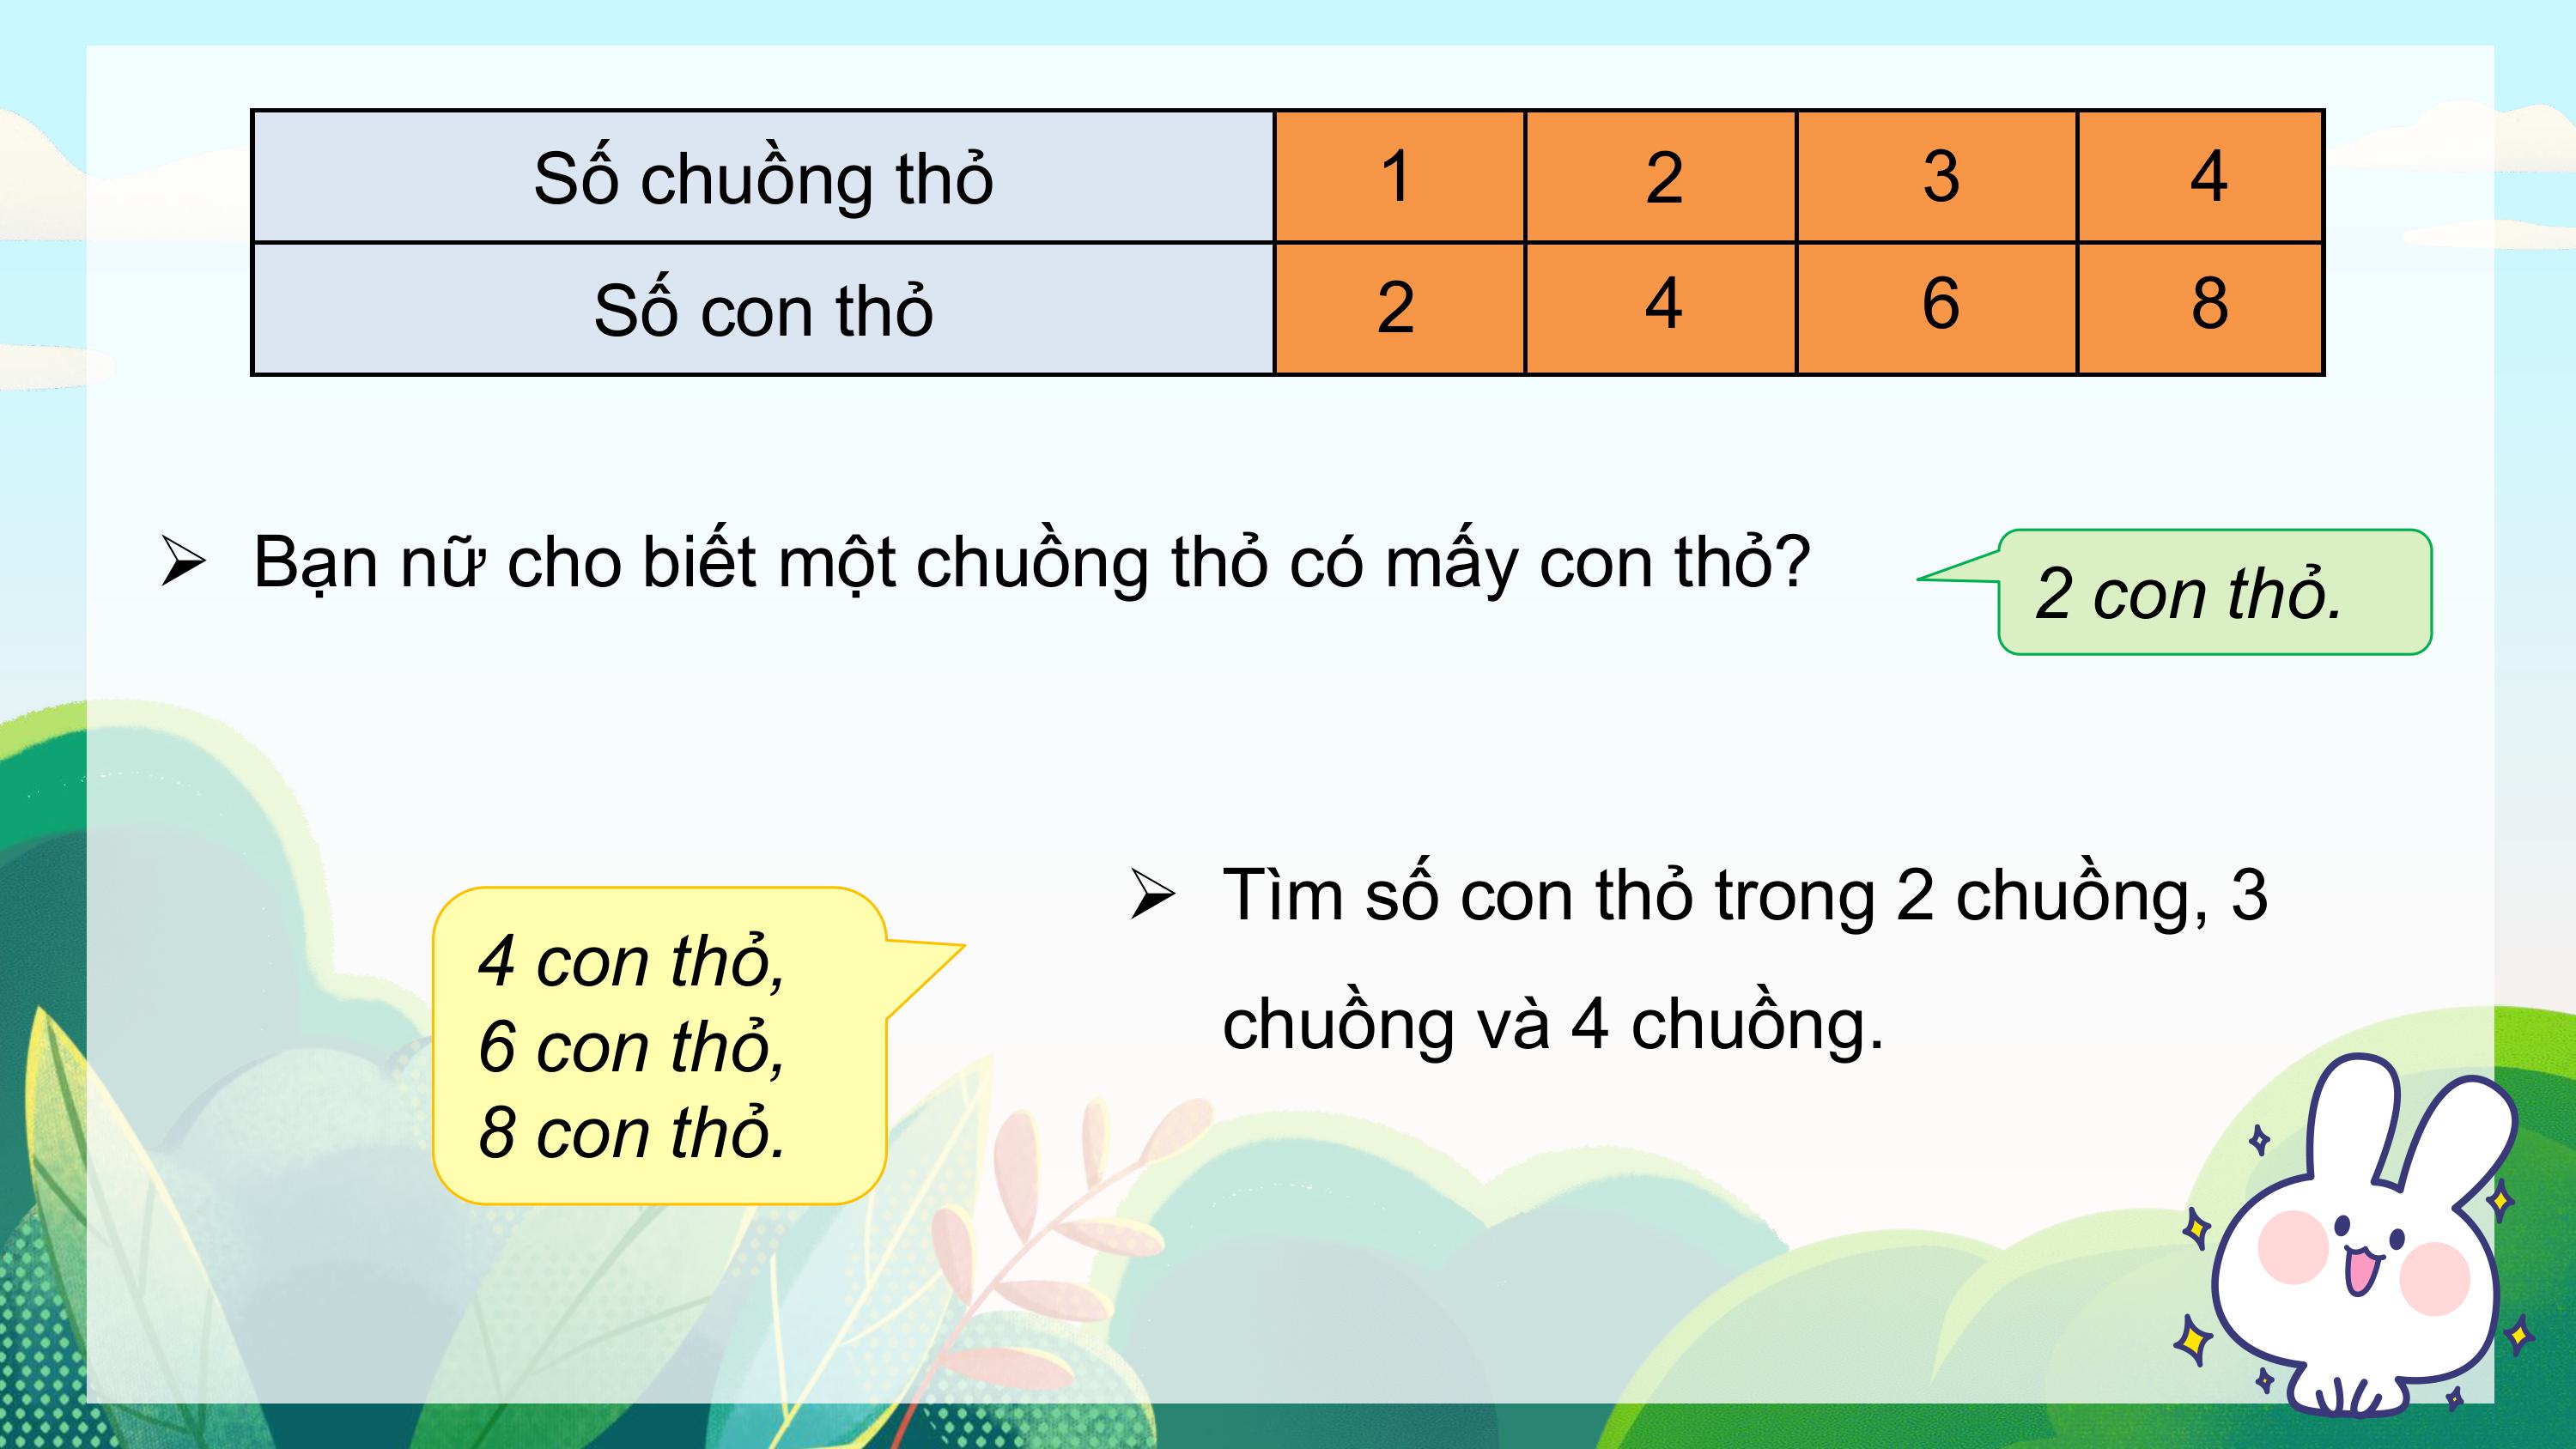 Số chuồng thỏ 1 2 3 4
Số con thỏ 2 4 6 8
Bạn nữ cho biết một chuồng thỏ có mấy con thỏ?
2 con thỏ.
Tìm số con thỏ trong 2 chuồng, 3
chuồng và 4 chuồng.
4 con thỏ,
6 con thỏ,
8 con thỏ.